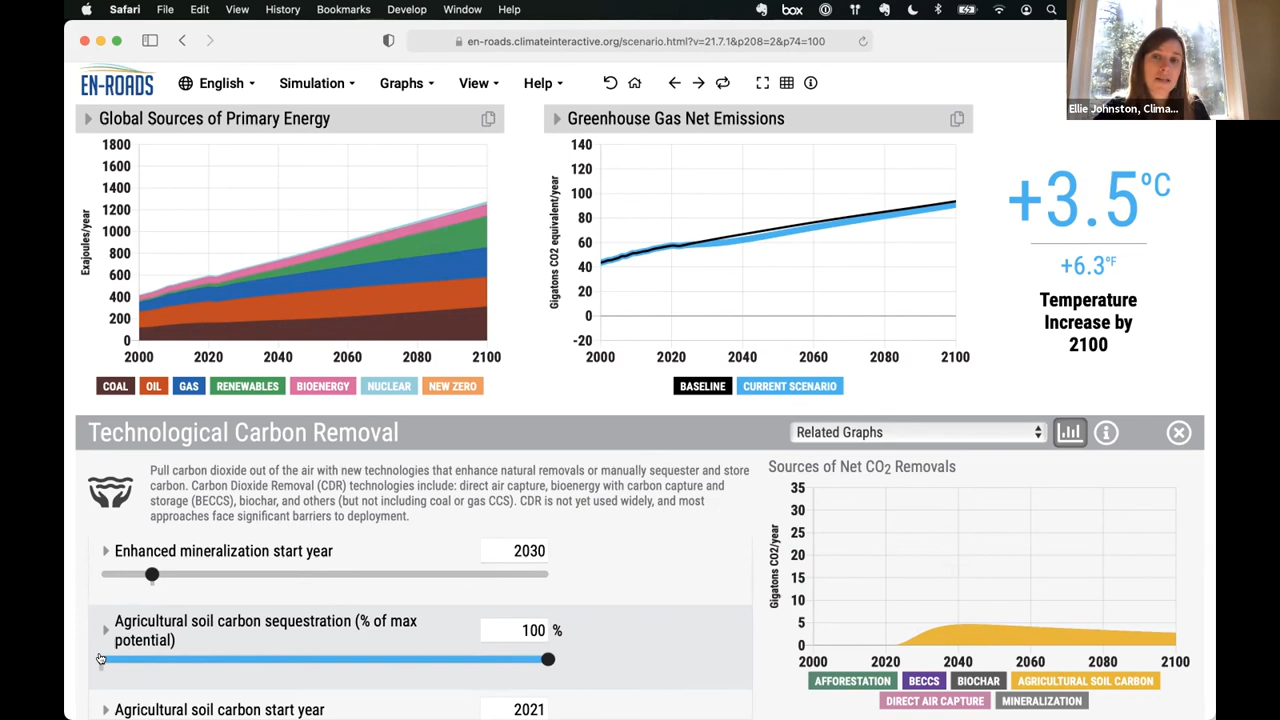 Safari File Edit View History Bookmarks Develop Window Help box
en-roads.climateinteractive.org/scenario.html?v=21.7.1&p208=2&p74=100
Ellie Johnston, Clima...
EN-ROADS English Simulation Graphs View Help
Global Sources of Primary Energy
1800
1600
1400
1200
1000
800
600
400
200
0
Exajoules/year
2000 2020 2040 2060 2080 2100
COAL OIL GAS RENEWABLES BIOENERGY NUCLEAR NEW ZERO
Greenhouse Gas Net Emissions
140
120
100
80
60
40
20
0
-20
Gigatons CO2 equivalent/year
2000 2020 2040 2060 2080 2100
BASELINE CURRENT SCENARIO
+3.5°C
+6.3°F
Temperature
Increase by
2100
Technological Carbon Removal
Related Graphs
Pull carbon dioxide out of the air with new technologies that enhance natural removals or manually sequester and store
carbon. Carbon Dioxide Removal (CDR) technologies include: direct air capture, bioenergy with carbon capture and
storage (BECCS), biochar, and others (but not including coal or gas CCS). CDR is not yet used widely, and most
approaches face significant barriers to deployment.
Enhanced mineralization start year 2030
Agricultural soil carbon sequestration (% of max
potential) 100 %
Agricultural soil carbon start year 2021
Sources of Net CO2 Removals
35
30
25
20
15
10
5
0
Gigatons CO2/year
2000 2020 2040 2060 2080 2100
AFFORESTATION BECCS BIOCHAR AGRICULTURAL SOIL CARBON
DIRECT AIR CAPTURE MINERALIZATION